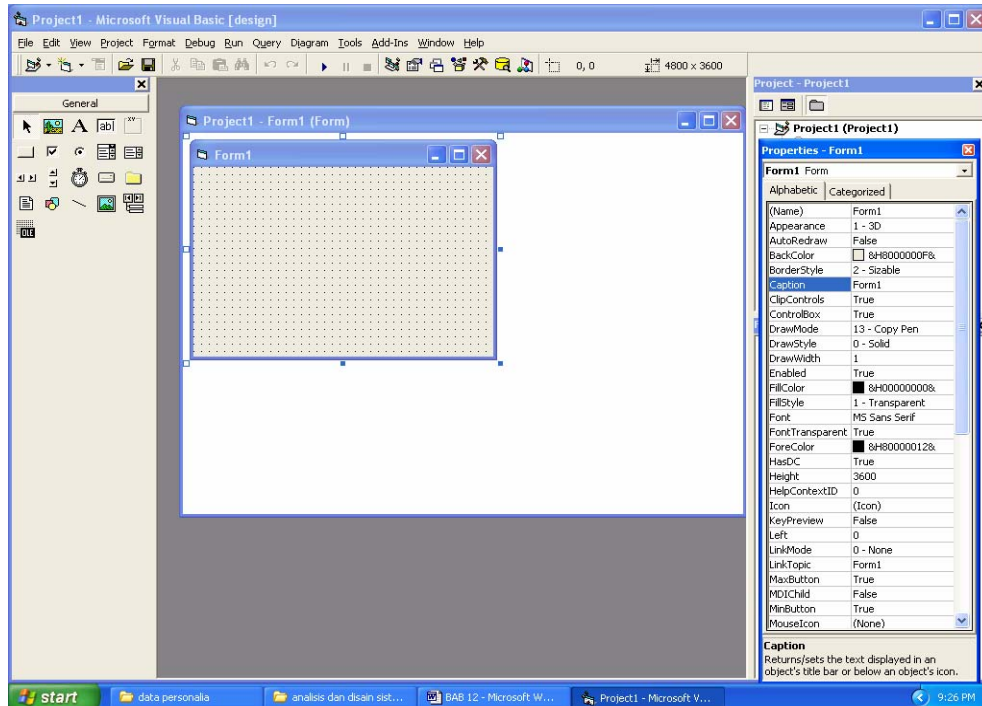 Project1 - Microsoft Visual Basic [design]
File Edit View Project Format Debug Run Query Diagram Tools Add-Ins Window Help
0, 0 4800 x 3600
General
A ab| xy
OLE
Project1 - Form1 (Form)
Form1
Project - Project1
Project1 (Project1)
Properties - Form1
Form1 Form
Alphabetic Categorized
(Name) Form1
Appearance 1 - 3D
AutoRedraw False
BackColor &H8000000F&
BorderStyle 2 - Sizable
Caption Form1
ClipControls True
ControlBox True
DrawMode 13 - Copy Pen
DrawStyle 0 - Solid
DrawWidth 1
Enabled True
FillColor &H00000000&
FillStyle 1 - Transparent
Font MS Sans Serif
FontTransparent True
ForeColor &H80000012&
HasDC True
Height 3600
HelpContextID 0
Icon (Icon)
KeyPreview False
Left 0
LinkMode 0 - None
LinkTopic Form1
MaxButton True
MDIChild False
MinButton True
MouseIcon (None)
Caption
Returns/sets the text displayed in an
object's title bar or below an object's icon.
start data personalia analisis dan disain sist... BAB 12 - Microsoft W... Project1 - Microsoft V... 9:26 PM